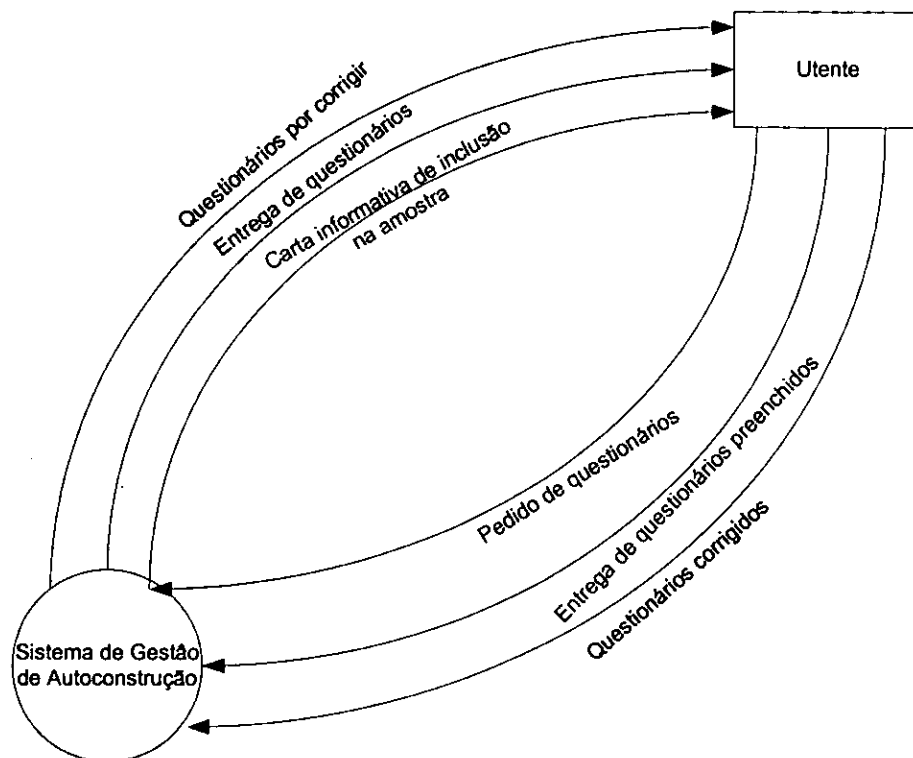 Utente
Questionários por corrigir
Entrega de questionários
Carta informativa de inclusão
na amostra
Pedido de questionários
Entrega de questionários preenchidos
Questionários corrigidos
Sistema de Gestão
de Autoconstrução